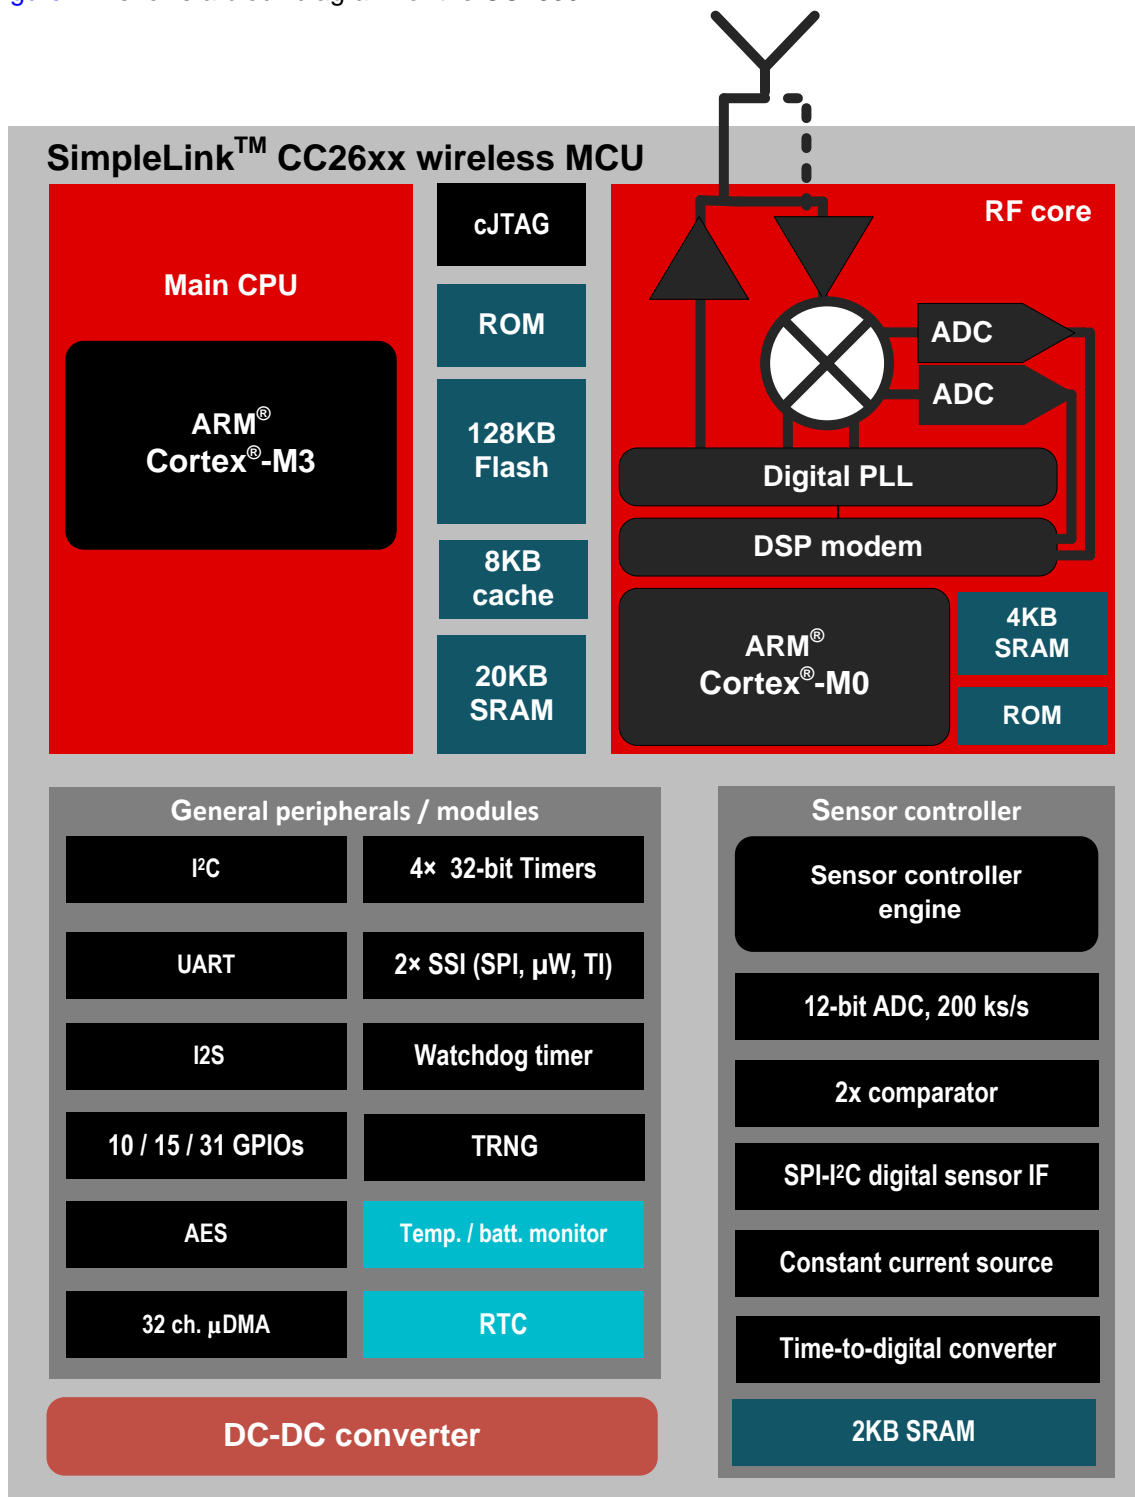 SimpleLink™ CC26xx wireless MCU
Main CPU
ARM®
Cortex®-M3
cJTAG
ROM
128KB
Flash
8KB
cache
20KB
SRAM
RF core
ADC
ADC
Digital PLL
DSP modem
ARM®
Cortex®-M0
4KB
SRAM
ROM
General peripherals / modules
I²C
4× 32-bit Timers
UART
2× SSI (SPI, µW, TI)
I2S
Watchdog timer
10 / 15 / 31 GPIOs
TRNG
AES
Temp. / batt. monitor
32 ch. µDMA
RTC
Sensor controller
Sensor controller
engine
12-bit ADC, 200 ks/s
2x comparator
SPI-I²C digital sensor IF
Constant current source
Time-to-digital converter
2KB SRAM
DC-DC converter